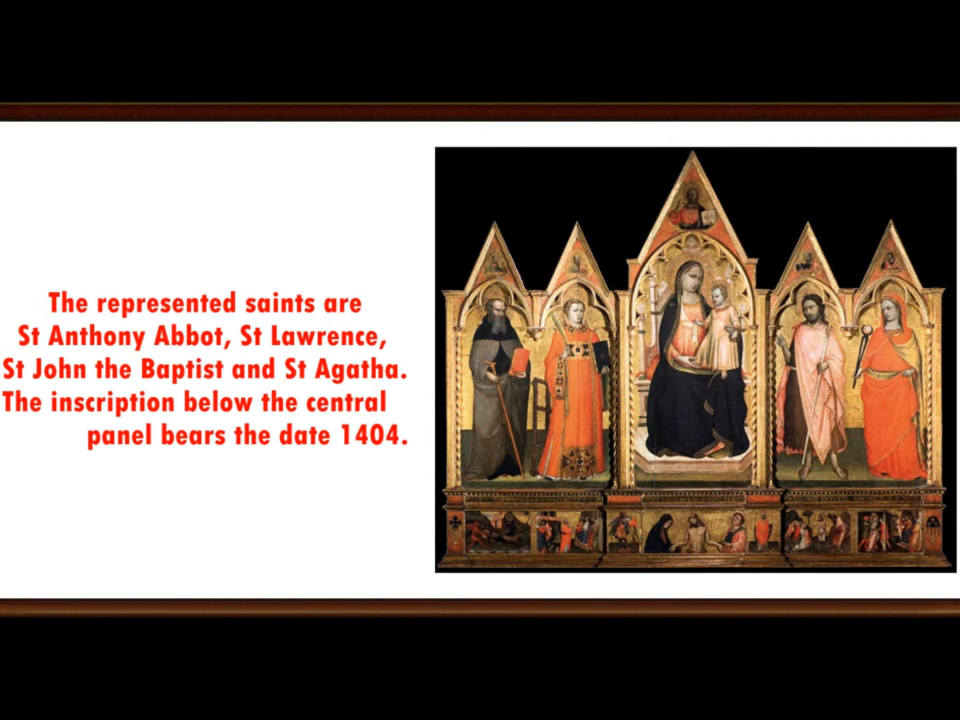 The represented saints are
St Anthony Abbot, St Lawrence,
St John the Baptist and St Agatha.
The inscription below the central
panel bears the date 1404.